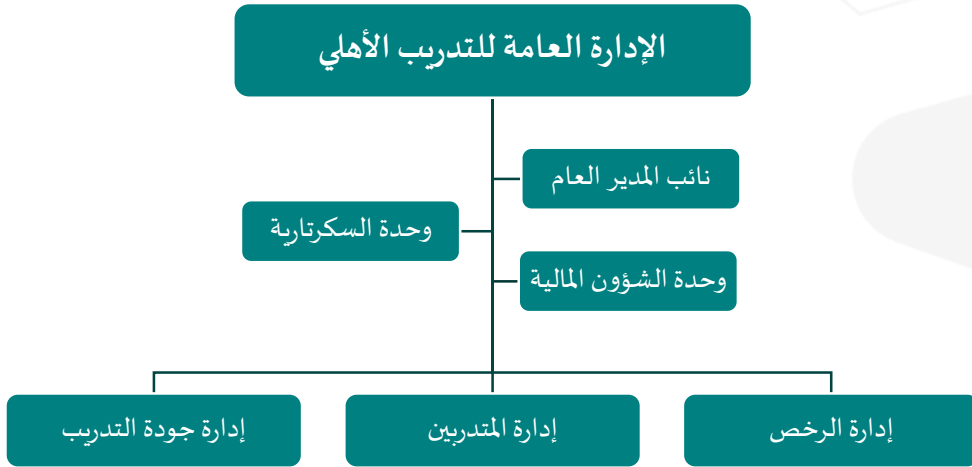 الإدارة العامة للتدريب الأهلي
نائب المدير العام
وحدة السكرتارية
وحدة الشؤون المالية
إدارة الرخص
إدارة المتدربين
إدارة جودة التدريب